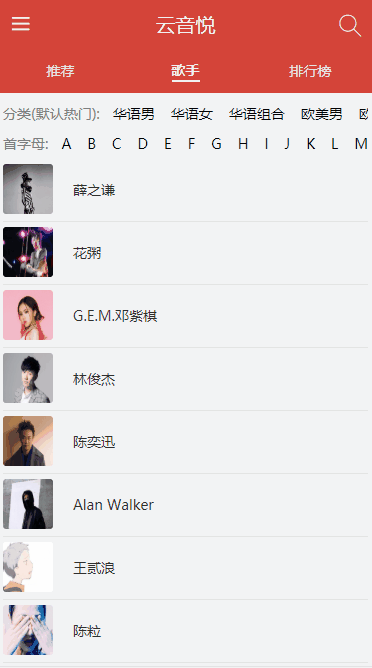 云音悦
推荐 歌手 排行榜
分类(默认热门): 华语男 华语女 华语组合 欧美男
首字母: A B C D E F G H I J K L M
薛之谦
花粥
G.E.M.邓紫棋
林俊杰
陈奕迅
Alan Walker
王贰浪
陈粒